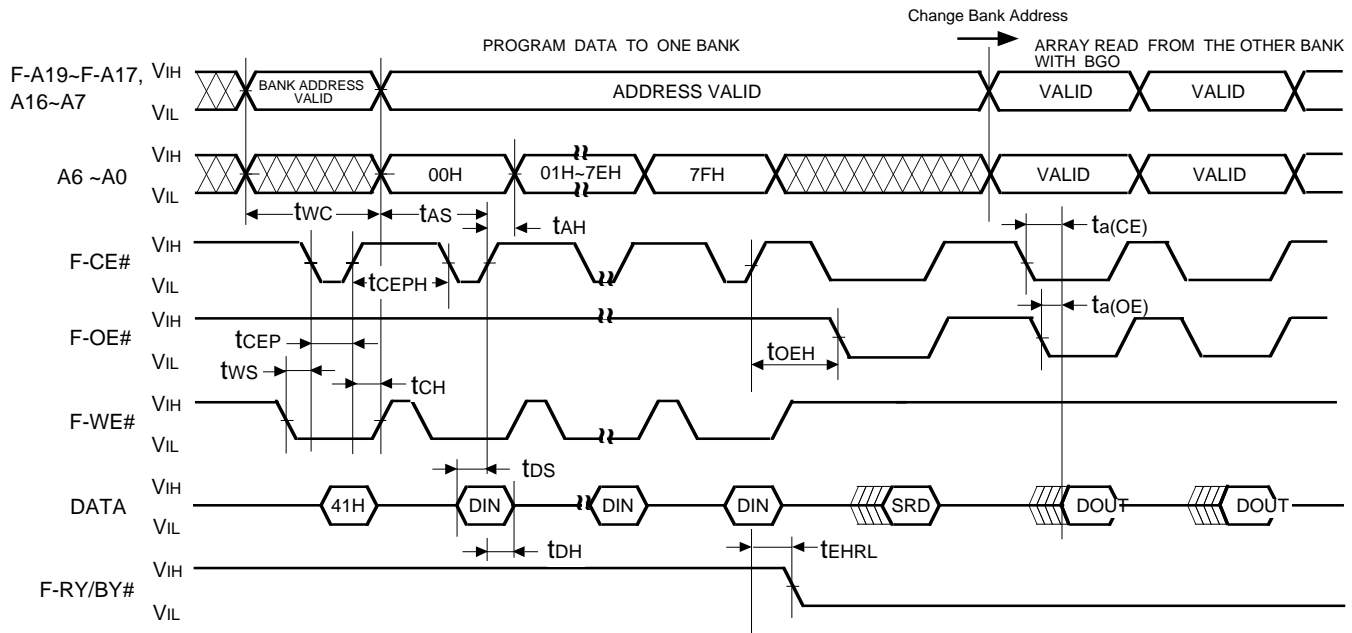 Change Bank Address
PROGRAM DATA TO ONE BANK
ARRAY READ FROM THE OTHER BANK
WITH BGO
F-A19~F-A17,
A16~A7
VIH
VIL
BANK ADDRESS
VALID
ADDRESS VALID
VALID
VALID
A6 ~A0
VIH
VIL
00H
01H~7EH
7FH
VALID
VALID
tWC
tAS
tAH
ta(CE)
F-CE#
VIH
VIL
tCEPH
ta(OE)
F-OE#
VIH
VIL
tCEP
tOEH
tWS
tCH
F-WE#
VIH
VIL
tDS
DATA
VIH
VIL
41H
DIN
DIN
DIN
SRD
DOUT
DOUT
tDH
tEHRL
F-RY/BY#
VIH
VIL